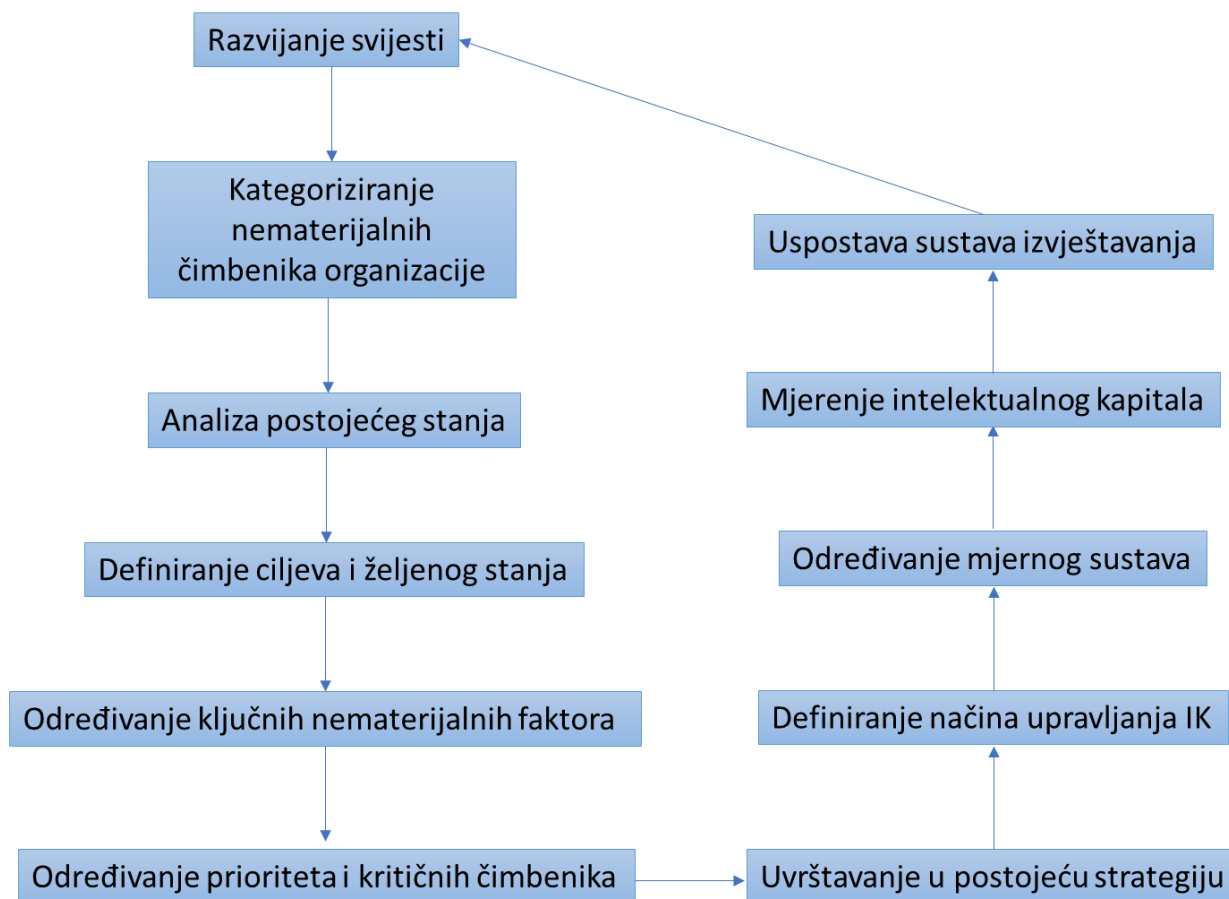 Razvijanje svijesti
Kategoriziranje
nematerijalnih
čimbenika organizacije
Analiza postojećeg stanja
Definiranje ciljeva i željenog stanja
Određivanje ključnih nematerijalnih faktora
Određivanje prioriteta i kritičnih čimbenika
Uvrštavanje u postojeću strategiju
Definiranje načina upravljanja IK
Određivanje mjernog sustava
Mjerenje intelektualnog kapitala
Uspostava sustava izvještavanja